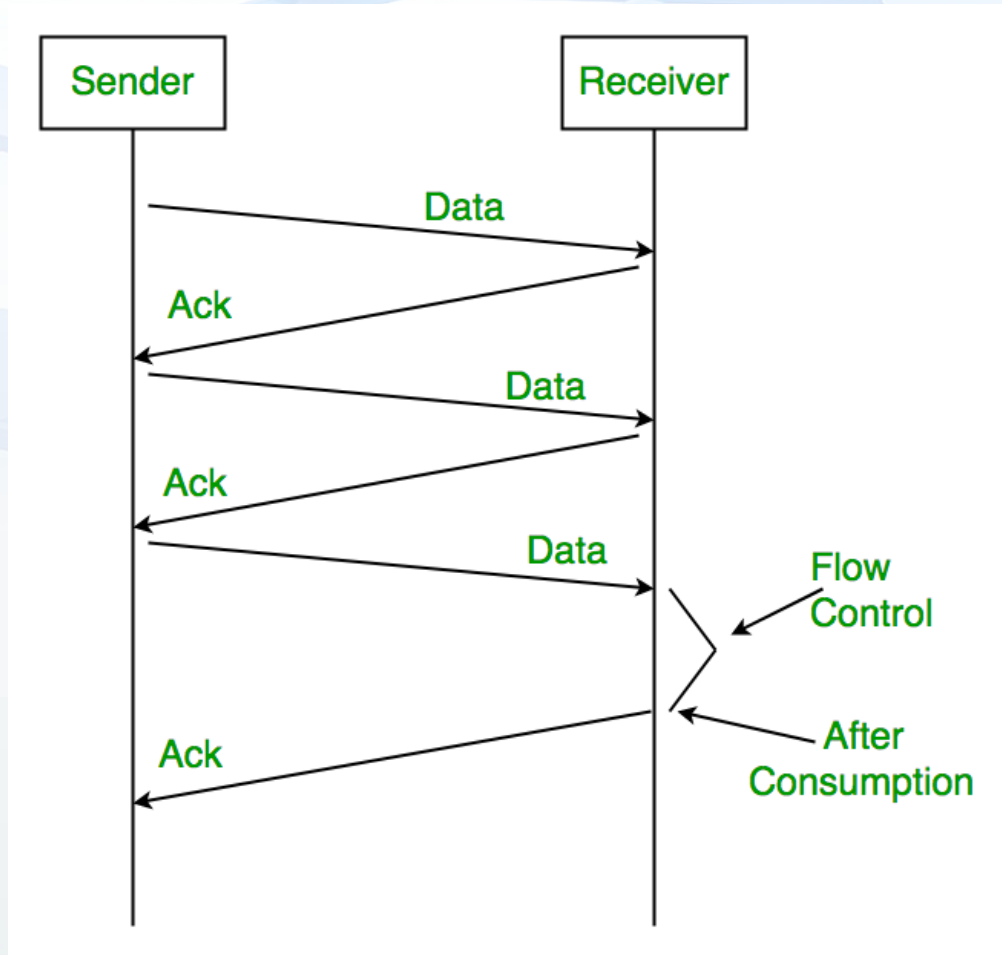 Sender
Receiver
Data
Ack
Data
Ack
Data
Flow
Control
After
Consumption
Ack